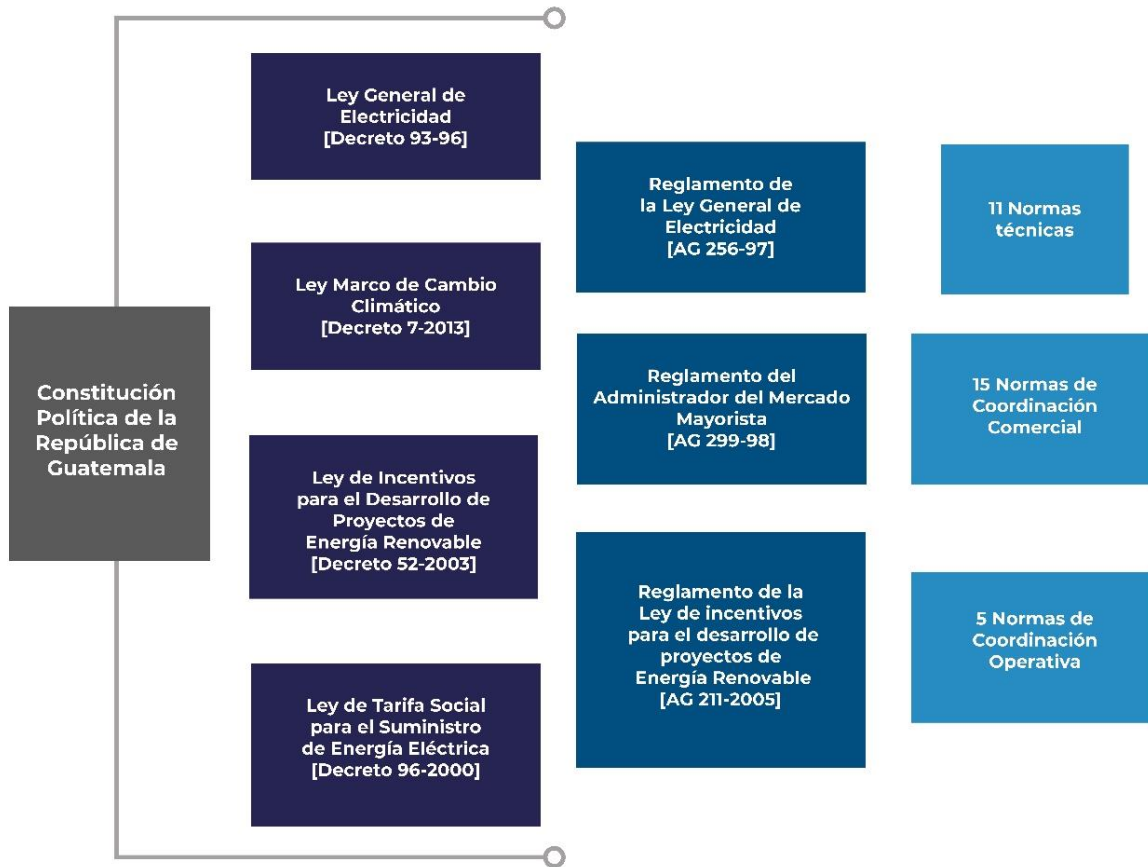 Constitución
Política de la
República de
Guatemala
Ley General de
Electricidad
[Decreto 93-96]
Ley Marco de Cambio
Climático
[Decreto 7-2013]
Ley de Incentivos
para el Desarrollo de
Proyectos de
Energía Renovable
[Decreto 52-2003]
Ley de Tarifa Social
para el Suministro
de Energía Eléctrica
[Decreto 96-2000]
Reglamento de
la Ley General de
Electricidad
[AG 256-97]
Reglamento del
Administrador del Mercado
Mayorista
[AG 299-98]
Reglamento de la
Ley de incentivos
para el desarrollo de
proyectos de
Energía Renovable
[AG 211-2005]
11 Normas
técnicas
15 Normas de
Coordinación
Comercial
5 Normas de
Coordinación
Operativa